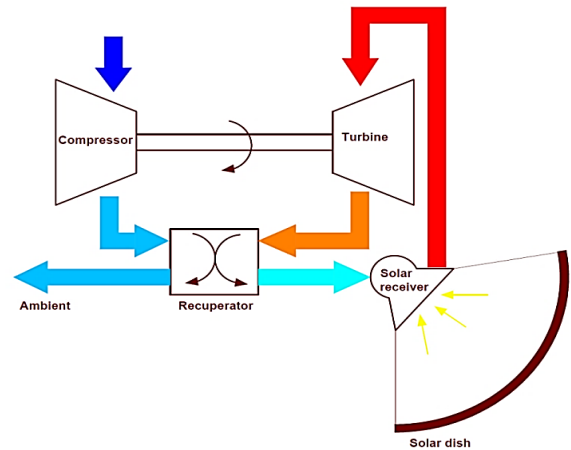 Compressor
Turbine
Solar
receiver
Ambient
Recuperator
Solar dish